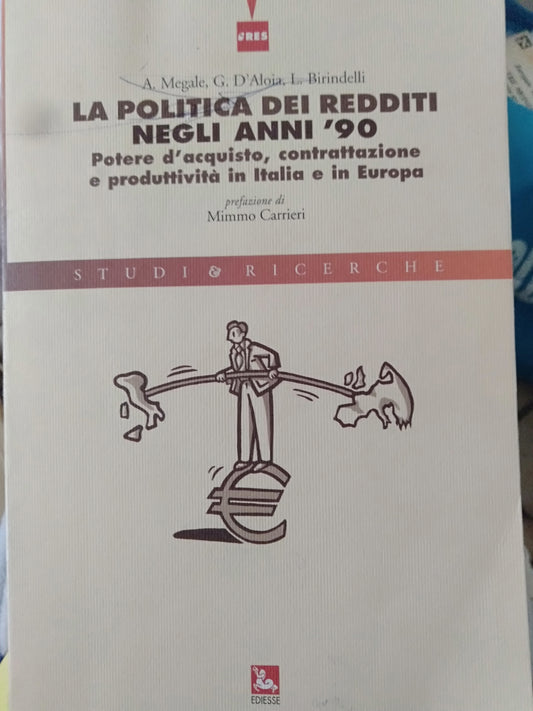 IRES
A. Megale, G. D'Aloia, L. Birindelli
LA POLITICA DEI REDDITI
NEGLI ANNI '90
Potere d'acquisto, contrattazione
e produttività in Italia e in Europa
prefazione di
Mimmo Carrieri
STUDI & RICERCHE
€
EDIESSE